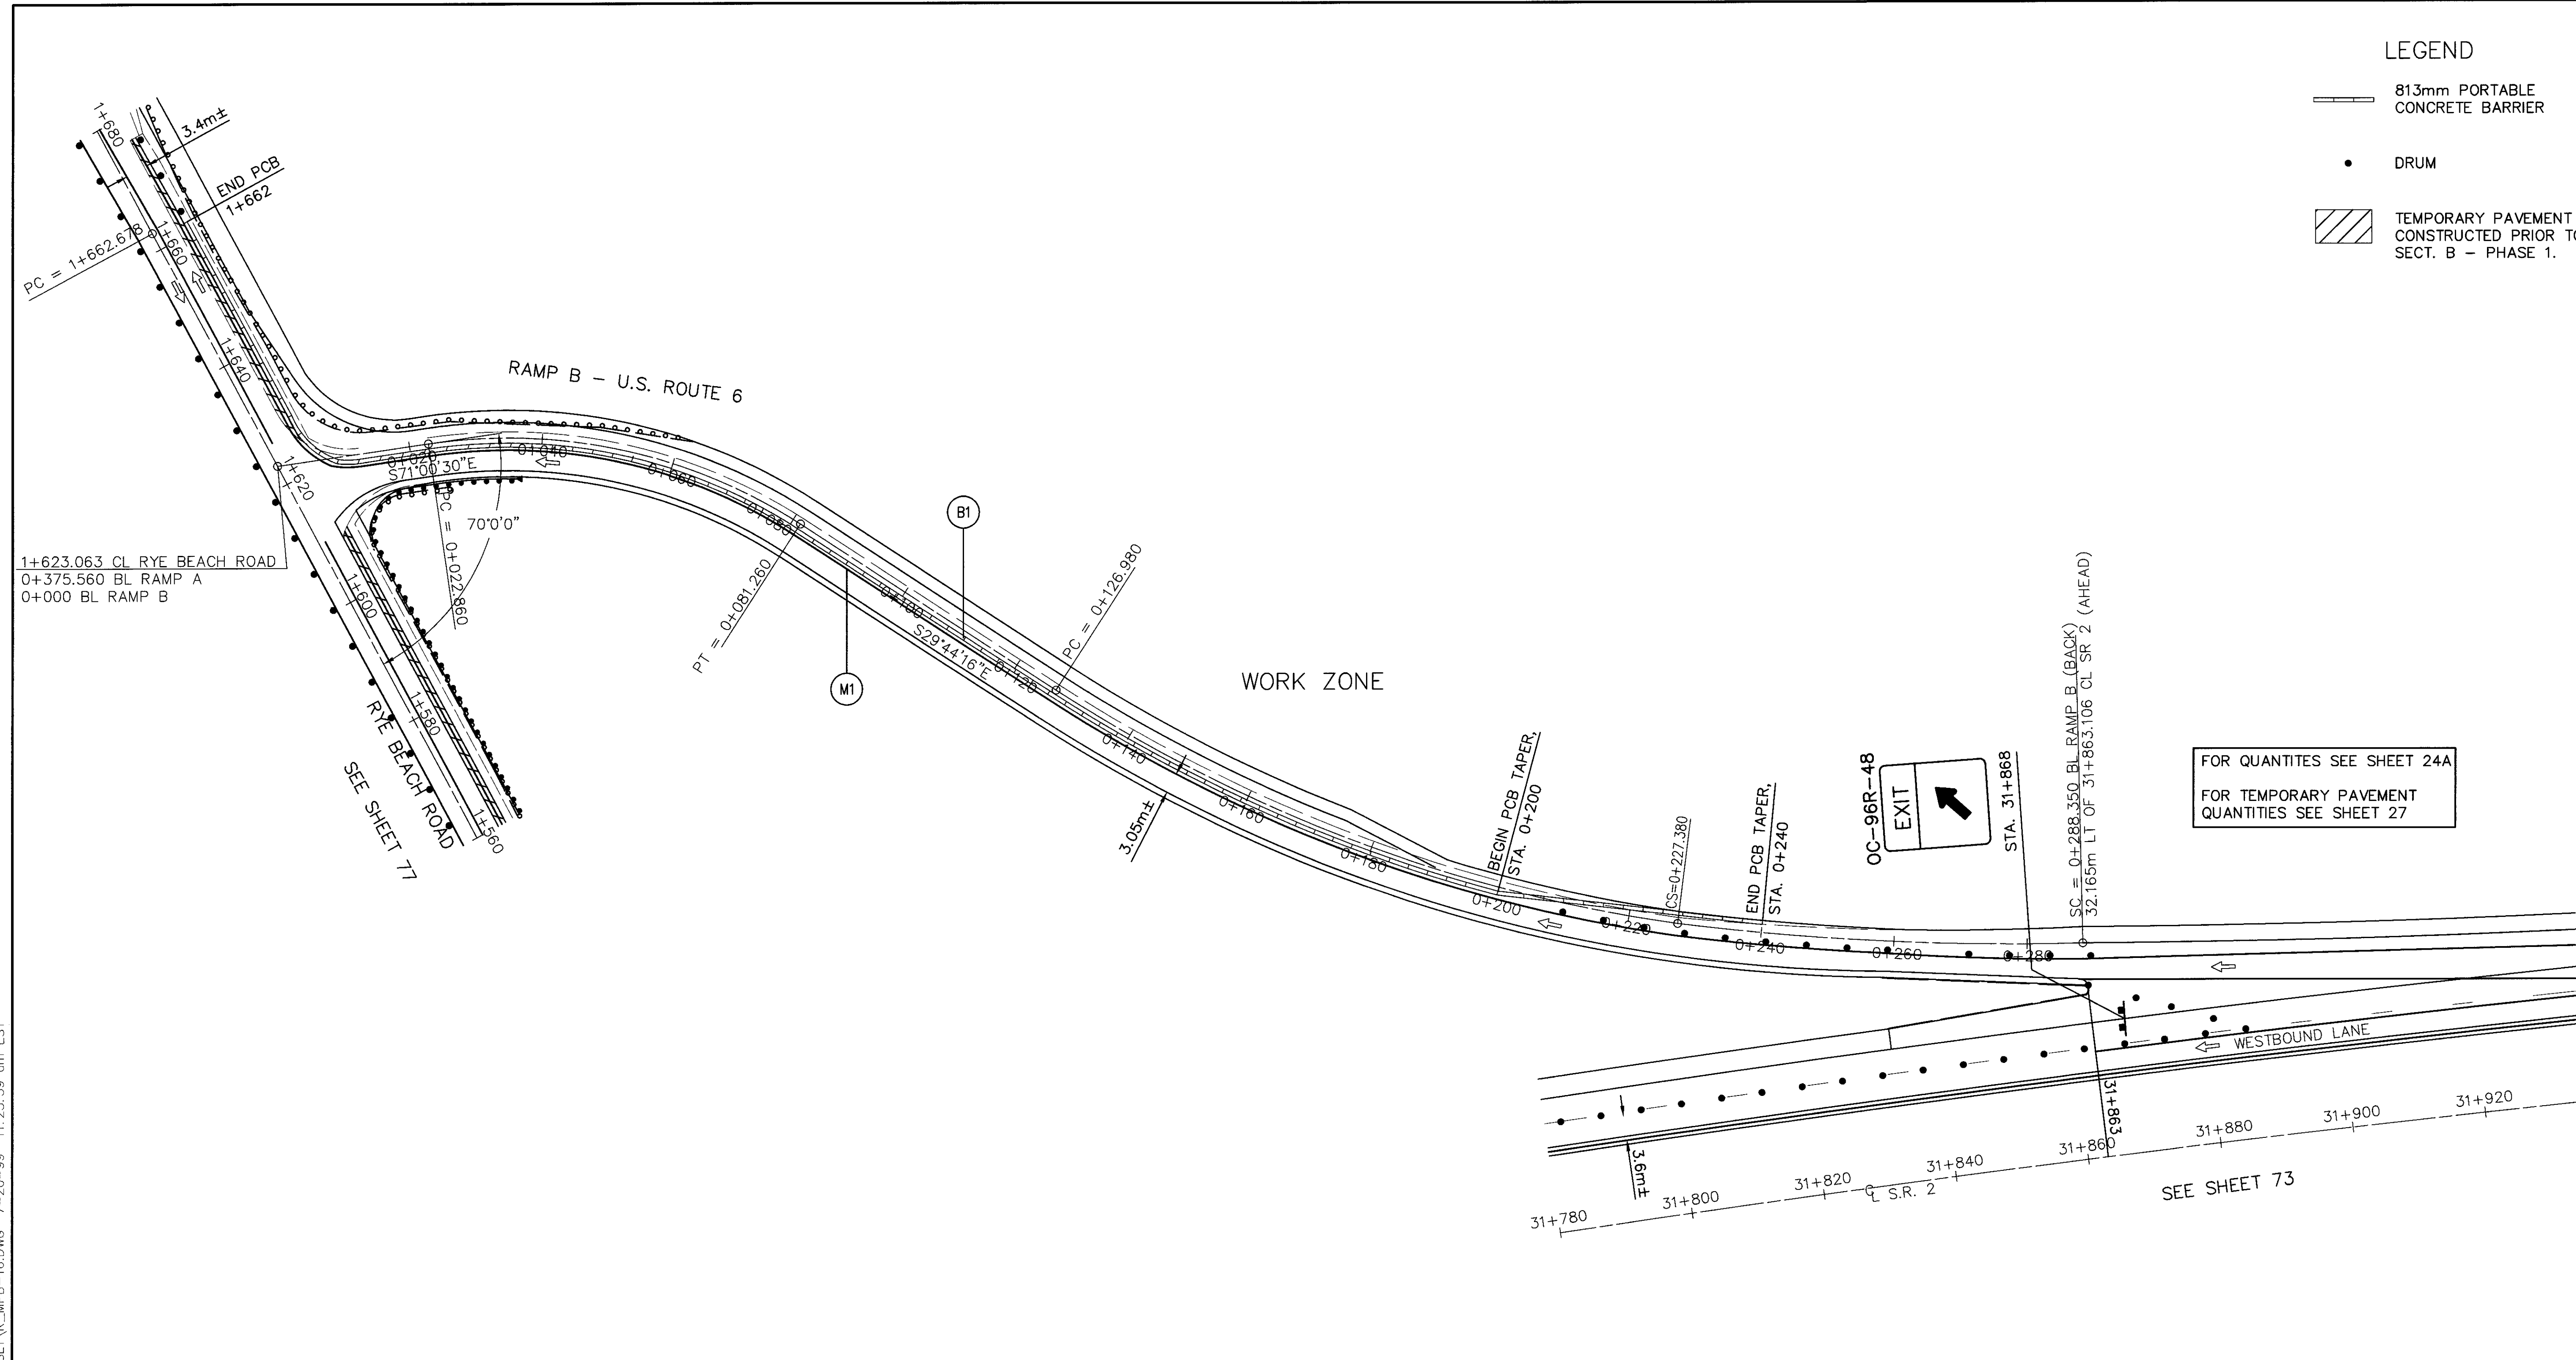 LEGEND
813mm PORTABLE
CONCRETE BARRIER
DRUM
TEMPORARY PAVEMENT
CONSTRUCTED PRIOR
SECT. B - PHASE 1.
1+680
3.4m±
END PCB
1+662
PC = 1+662.678
1+660
1+640
RAMP B - U.S. ROUTE 6
1+620
0+020
S71°00'30"E
0+040
0+060
0+080
70°0'0"
PC = 0+022.860
1+623.063 CL RYE BEACH ROAD
0+375.560 BL RAMP A
0+000 BL RAMP B
1+600
1+580
1+560
RYE BEACH ROAD
SEE SHEET 77
B1
M1
PT = 0+081.260
0+100
S29°44'16"E
0+120
PC = 0+126.980
0+140
3.05m±
0+160
0+180
WORK ZONE
BEGIN PCB TAPER,
STA. 0+200
0+200
0+220
CS=0+227.380
END PCB TAPER,
STA. 0+240
0+240
0+260
0+280
OC-96R-48
EXIT
STA. 31+868
SC = 0+288.350 BL RAMP B (BACK)
32.165m LT OF 31+863.106 CL SR 2 (AHEAD)
FOR QUANTITES SEE SHEET 24A
FOR TEMPORARY PAVEMENT
QUANTITIES SEE SHEET 27
WESTBOUND LANE
31+863
3.6m±
31+780
31+800
31+820
31+840
31+860
31+880
31+900
31+920
CL S.R. 2
SEE SHEET 73